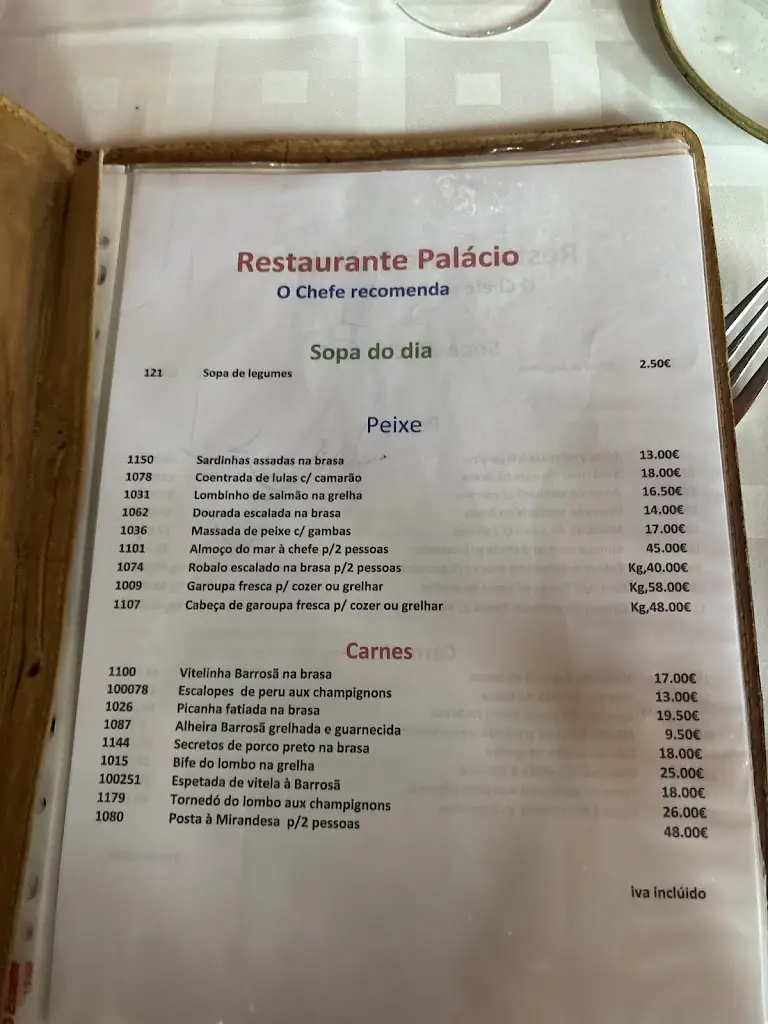 Restaurante Palácio
O Chefe recomenda
Sopa do dia
121 Sopa de legumes 2.50€
Peixe
1150 Sardinhas assadas na brasa 13.00€
1078 Coentrada de lulas c/ camarão 18.00€
1031 Lombinho de salmão na grelha 16.50€
1062 Dourada escalada na brasa 14.00€
1036 Massada de peixe c/ gambas 17.00€
1101 Almoço do mar à chefe p/2 pessoas 45.00€
1074 Robalo escalado na brasa p/2 pessoas Kg,40.00€
1009 Garoupa fresca p/ cozer ou grelhar Kg,58.00€
1107 Cabeça de garoupa fresca p/ cozer ou grelhar Kg,48.00€
Carnes
1100 Vitelinha Barrosã na brasa 17.00€
100078 Escalopes de peru aux champignons 13.00€
1026 Picanha fatiada na brasa 19.50€
1087 Alheira Barrosã grelhada e guarnecida 9.50€
1144 Secretos de porco preto na brasa 18.00€
1015 Bife do lombo na grelha 25.00€
100251 Espetada de vitela à Barrosã 18.00€
1179 Tornedó do lombo aux champignons 26.00€
1080 Posta à Mirandesa p/2 pessoas 48.00€
iva inclúido